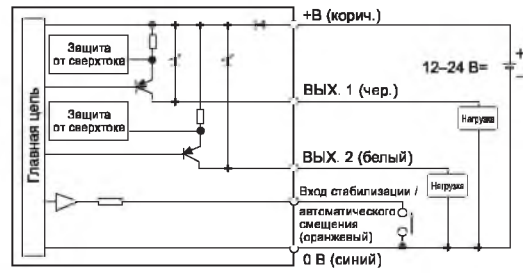 +В (корич.)
Защита
от сверхтока
12–24 В=
+
−
ВЫХ. 1 (чер.)
Нагрузка
Защита
от сверхтока
Главная цепь
ВЫХ. 2 (белый)
Нагрузка
Вход стабилизации /
автоматического
смещения
(оранжевый)
0 В (синий)